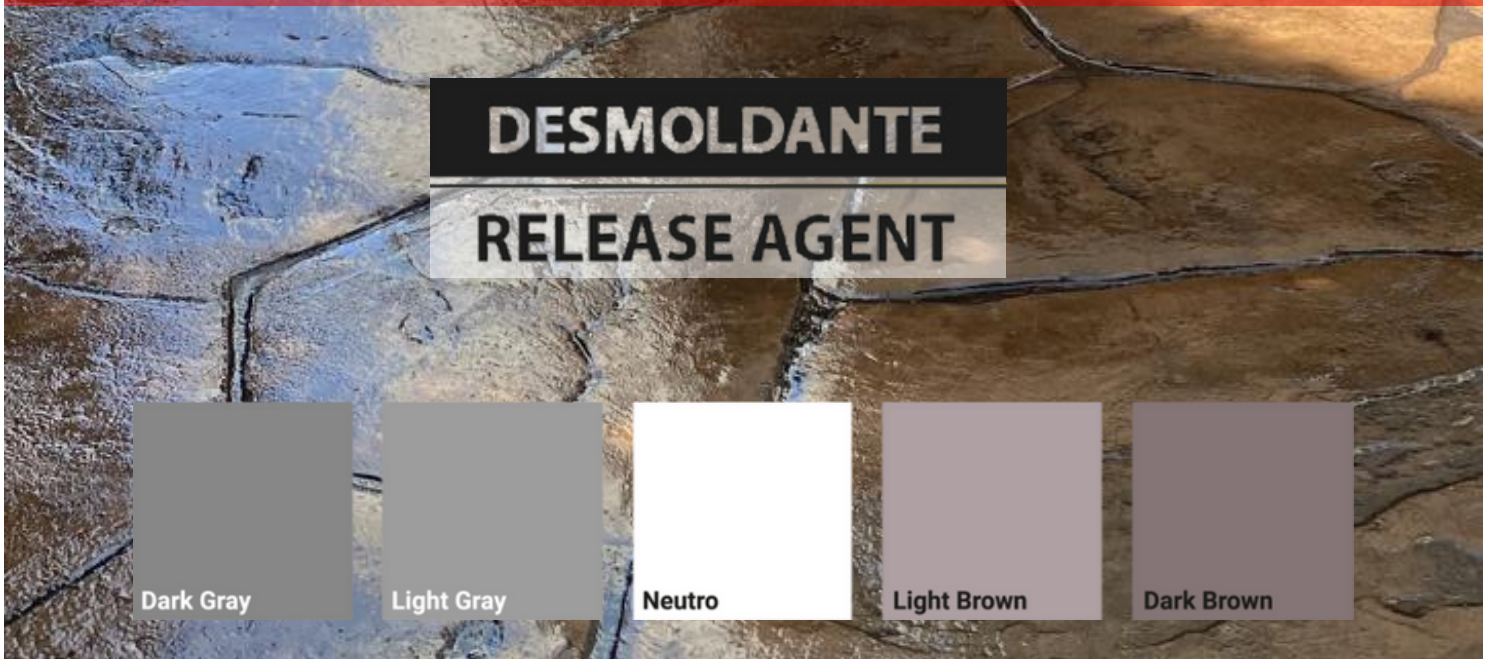 DESMOLDANTE
RELEASE AGENT
Dark Gray
Light Gray
Neutro
Light Brown
Dark Brown